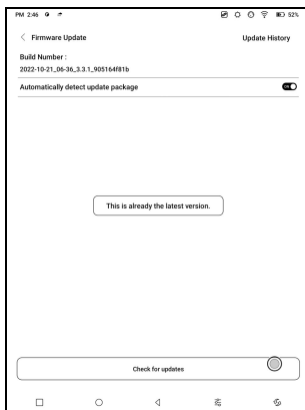 PM 2:46
52%
Firmware Update
Update History
Build Number :
2022-10-21_06-36_3.3.1_905164f81b
Automatically detect update package
ON
This is already the latest version.
Check for updates